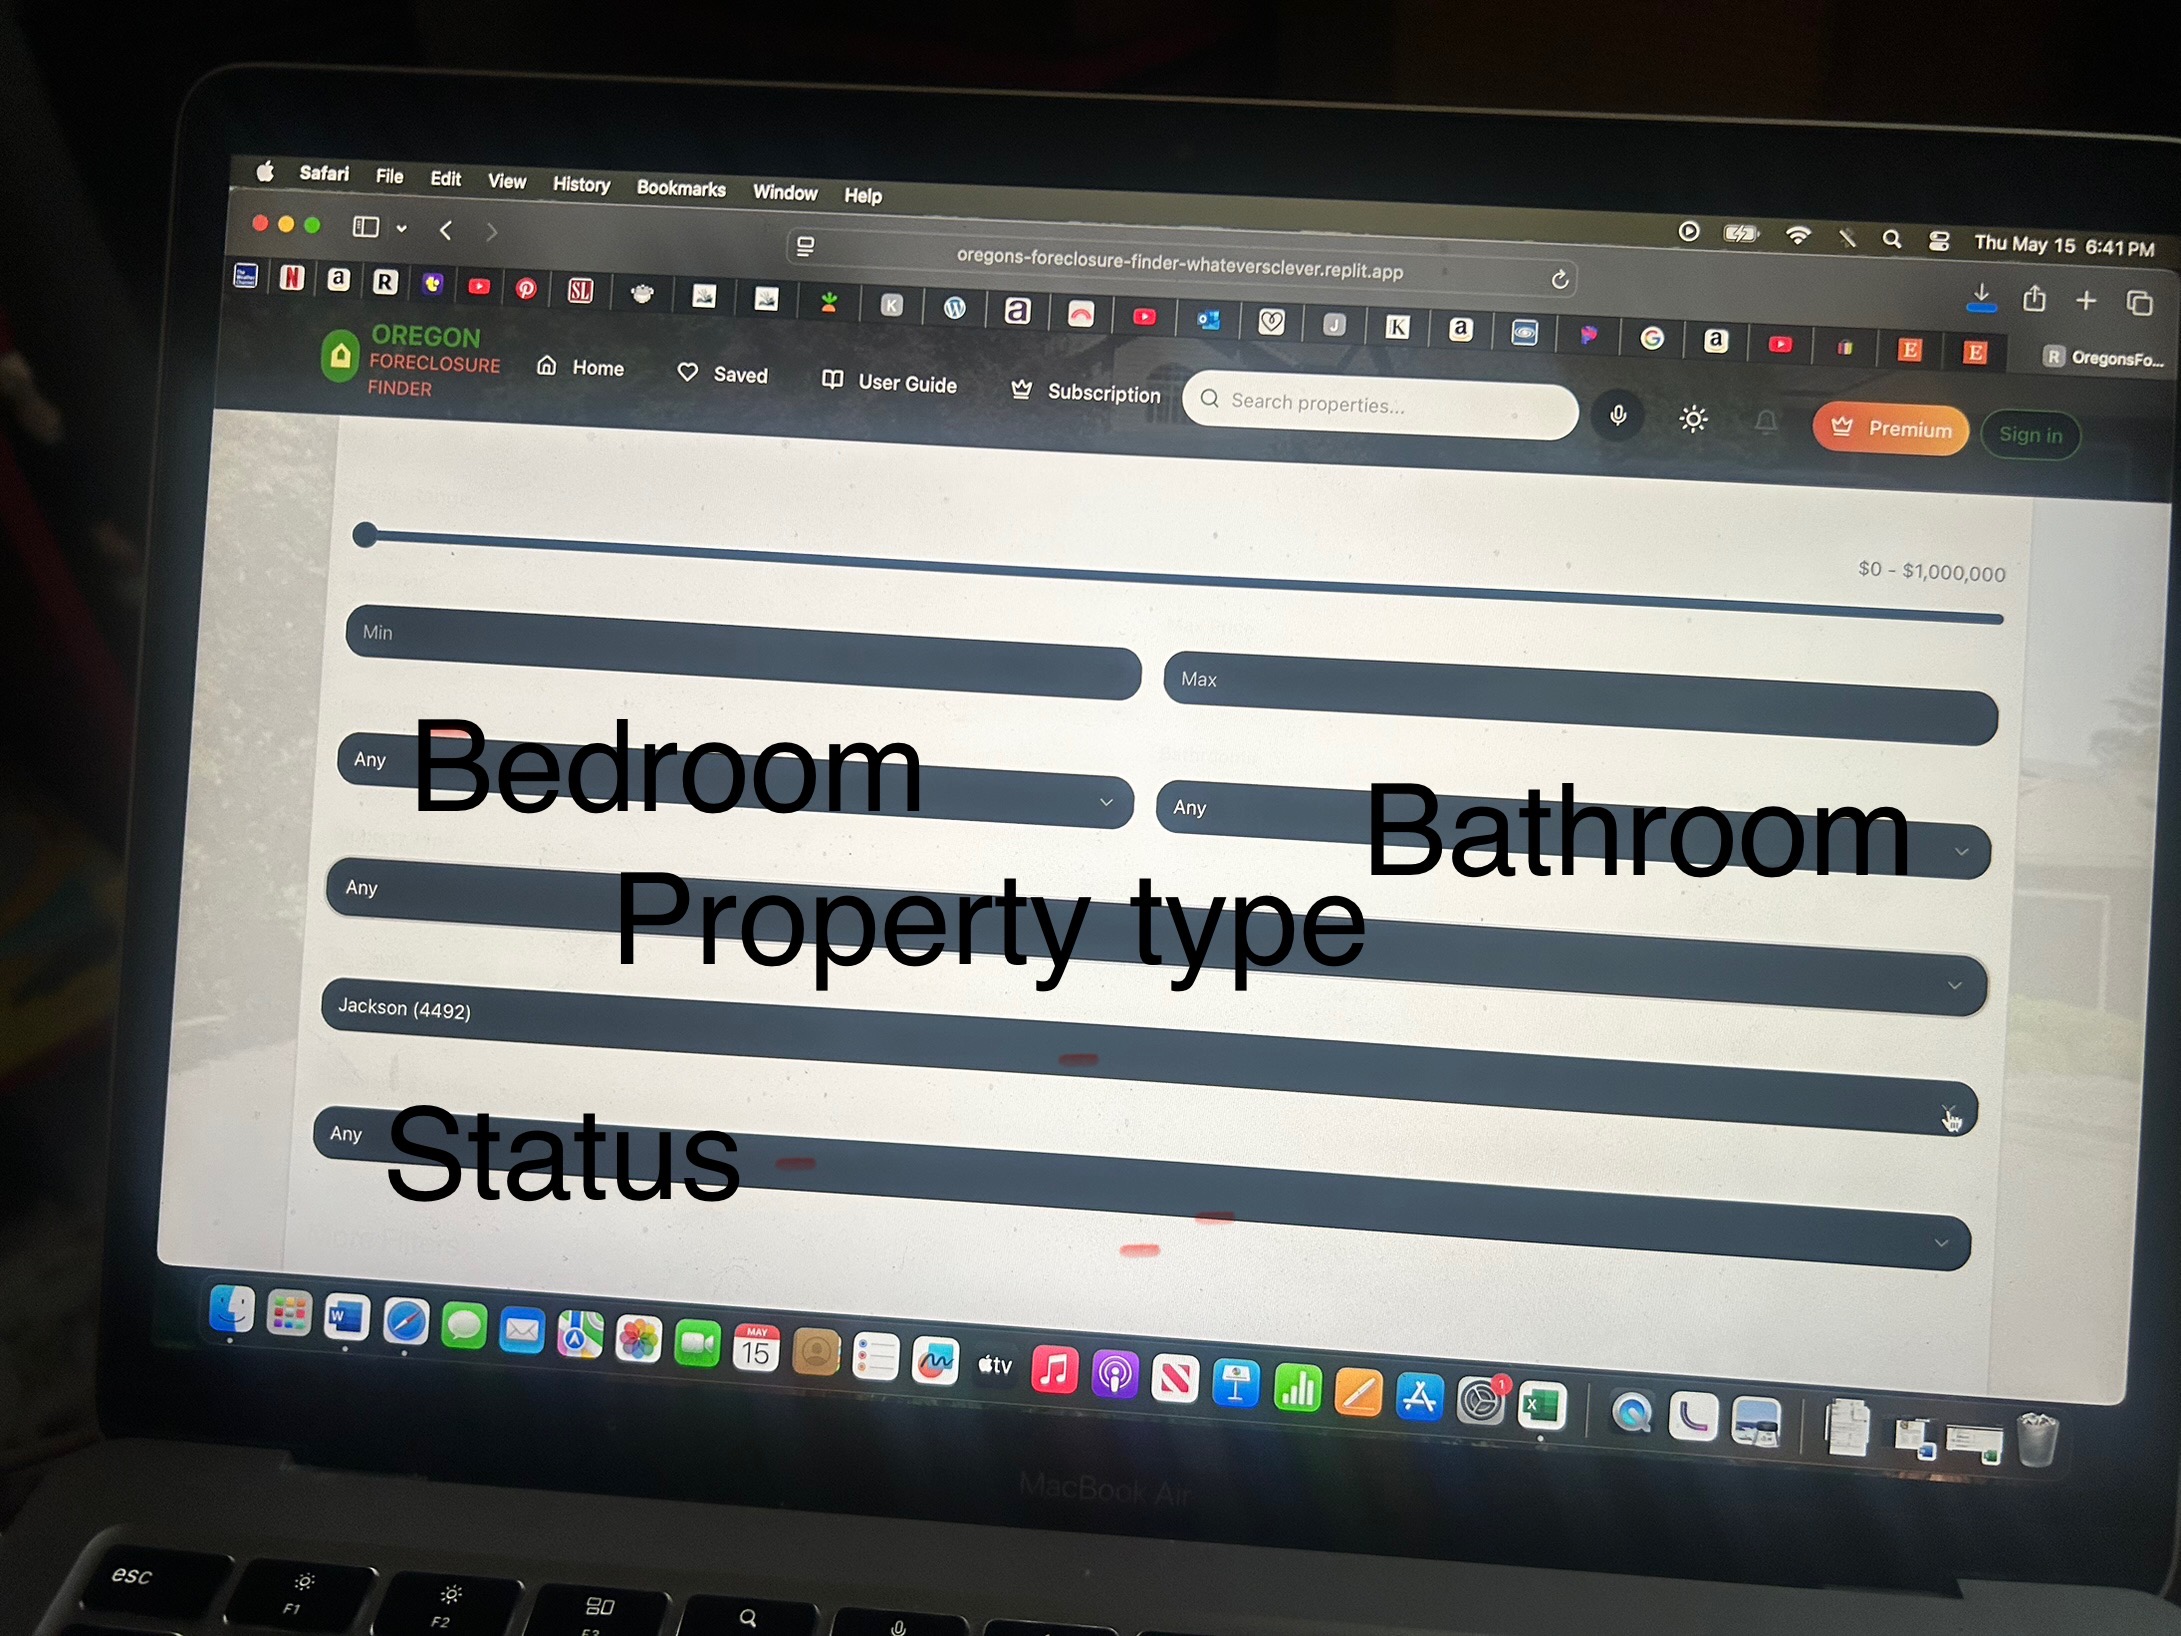 Safari File Edit View History Bookmarks Window Help
Thu May 15 6:41 PM
oregons-foreclosure-finder-whateversclever.replit.app
N a R SL K a J K a G a E E R OregonsFo...
OREGON
FORECLOSURE
FINDER
Home Saved User Guide Subscription
Search properties...
Premium Sign in
$0 - $1,000,000
Min Max
Any Bedroom
Any Bathroom
Any Property type
Jackson (4492)
Any Status
W MAY 15 tv 1 X
MacBook Air
esc F1 F2 F3